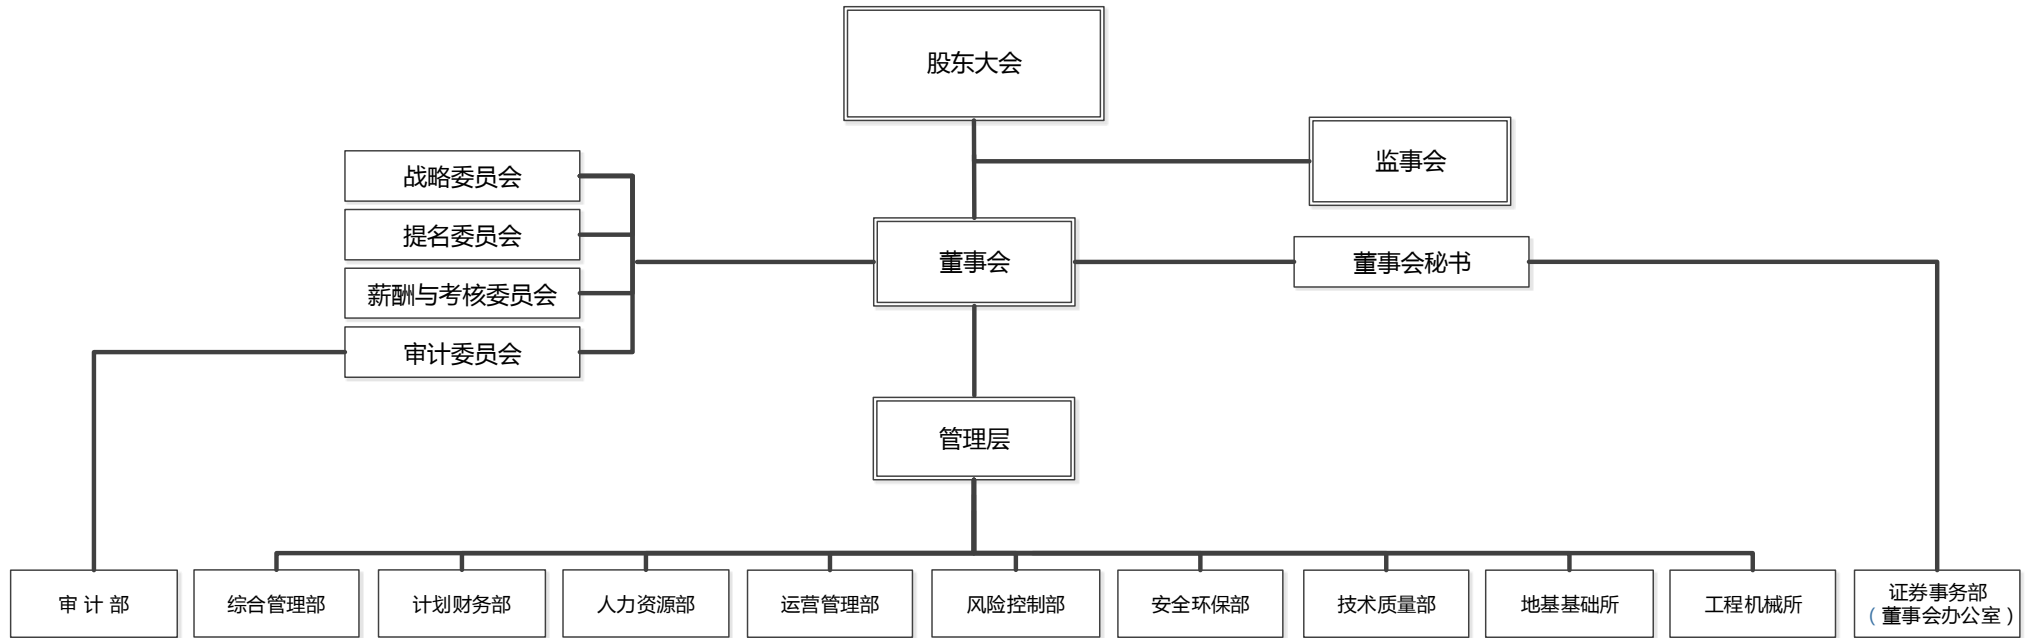 股东大会
监事会
战略委员会
提名委员会
董事会
董事会秘书
薪酬与考核委员会
审计委员会
管理层
审 计 部
综合管理部
计划财务部
人力资源部
运营管理部
风险控制部
安全环保部
技术质量部
地基基础所
工程机械所
证券事务部
（董事会办公室）